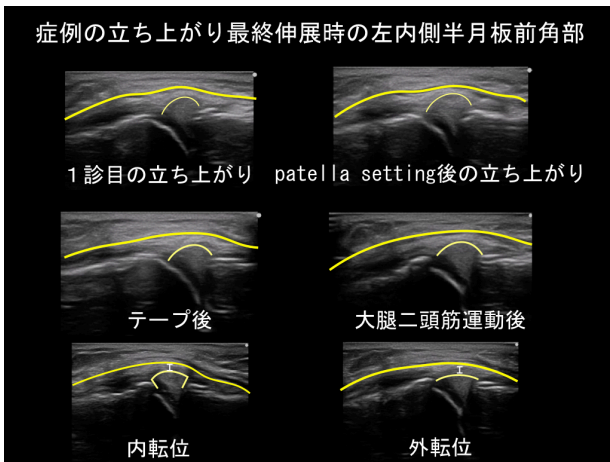 症例の立ち上がり最終伸展時の左内側半月板前角部
１診目の立ち上がり
patella setting後の立ち上がり
テープ後
大腿二頭筋運動後
内転位
外転位